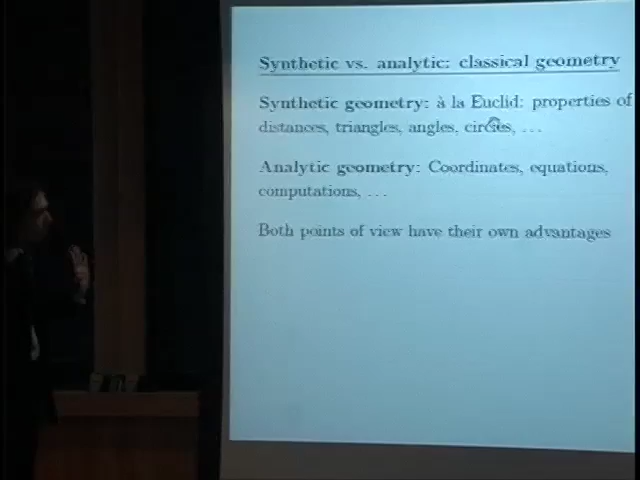 Synthetic vs. analytic: classical geometry
Synthetic geometry: à la Euclid: properties of
distances, triangles, angles, circles, ...
Analytic geometry: Coordinates, equations,
computations, ...
Both points of view have their own advantages